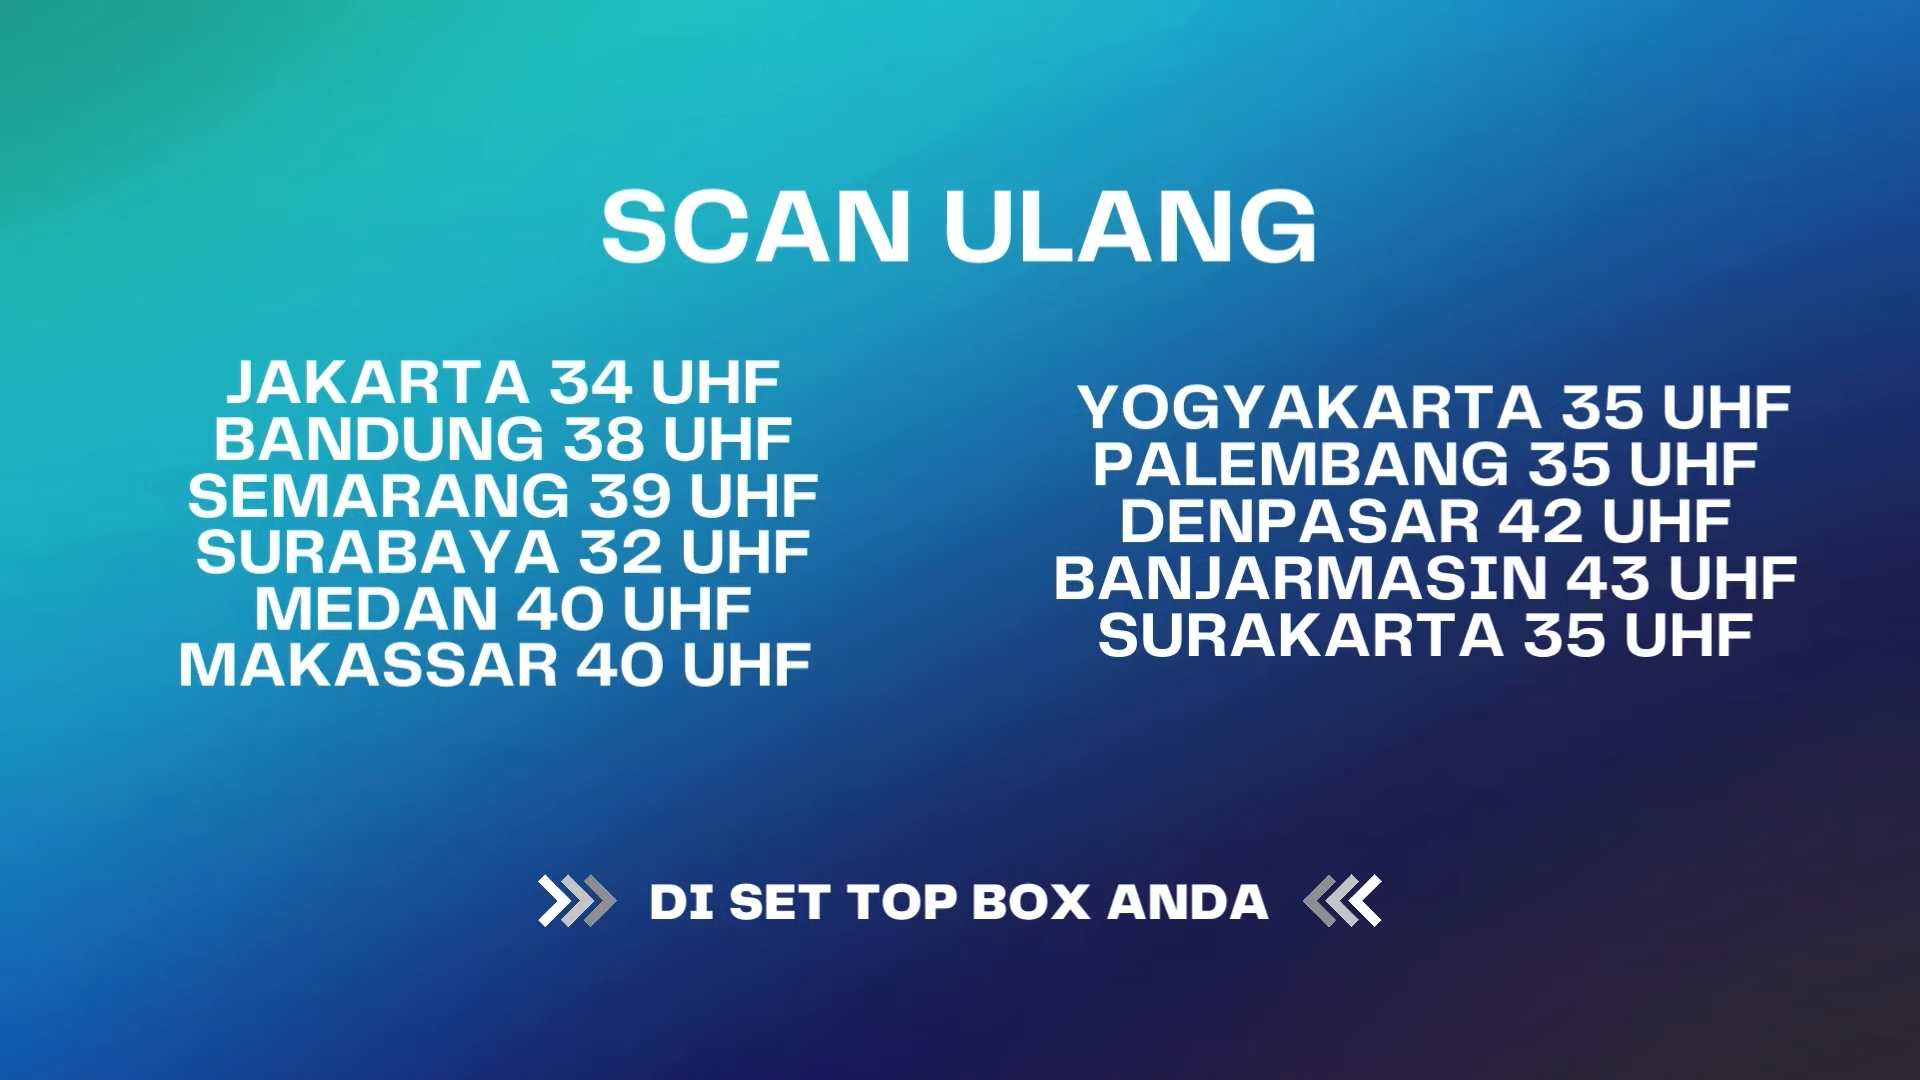 SCAN ULANG
JAKARTA 34 UHF
BANDUNG 38 UHF
SEMARANG 39 UHF
SURABAYA 32 UHF
MEDAN 40 UHF
MAKASSAR 40 UHF
YOGYAKARTA 35 UHF
PALEMBANG 35 UHF
DENPASAR 42 UHF
BANJARMASIN 43 UHF
SURAKARTA 35 UHF
DI SET TOP BOX ANDA